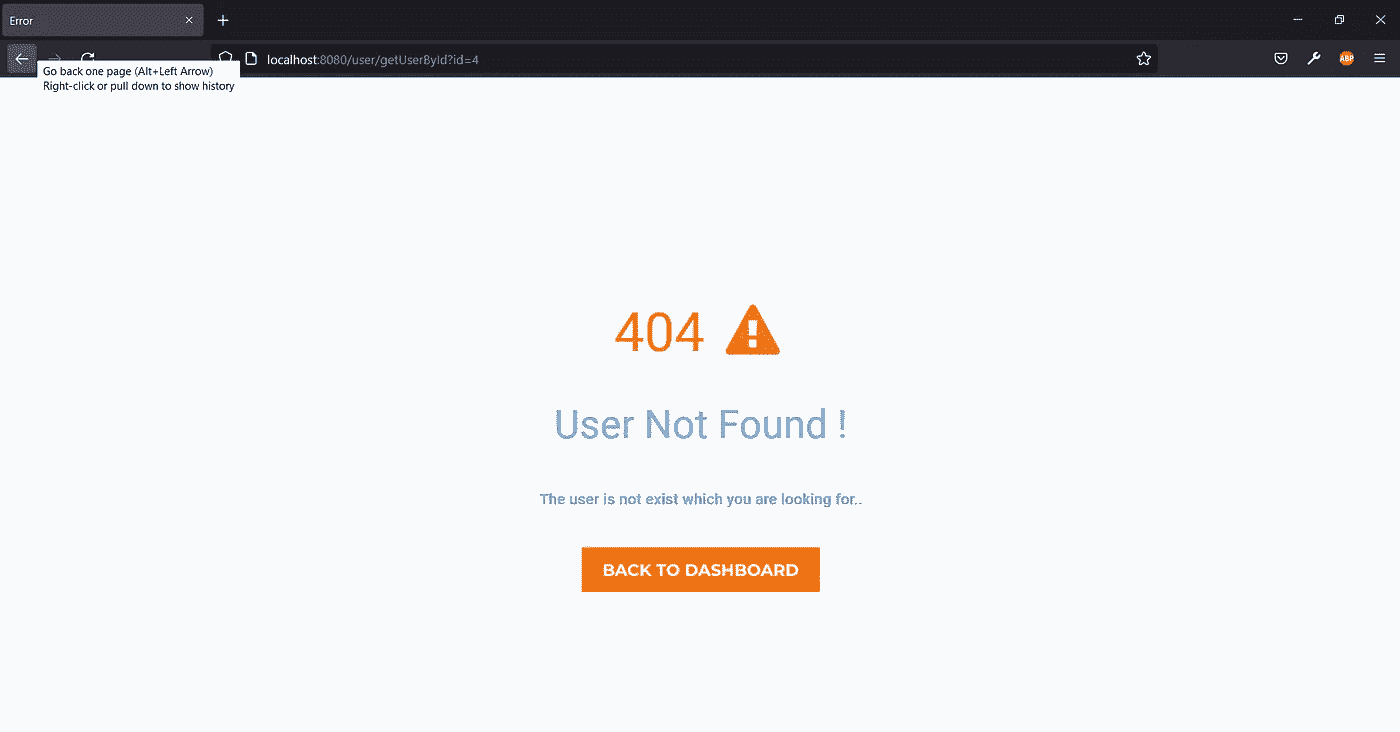 Error
localhost:8080/user/getUserById?id=4
ABP
Go back one page (Alt+Left Arrow)
Right-click or pull down to show history
404
User Not Found !
The user is not exist which you are looking for..
BACK TO DASHBOARD